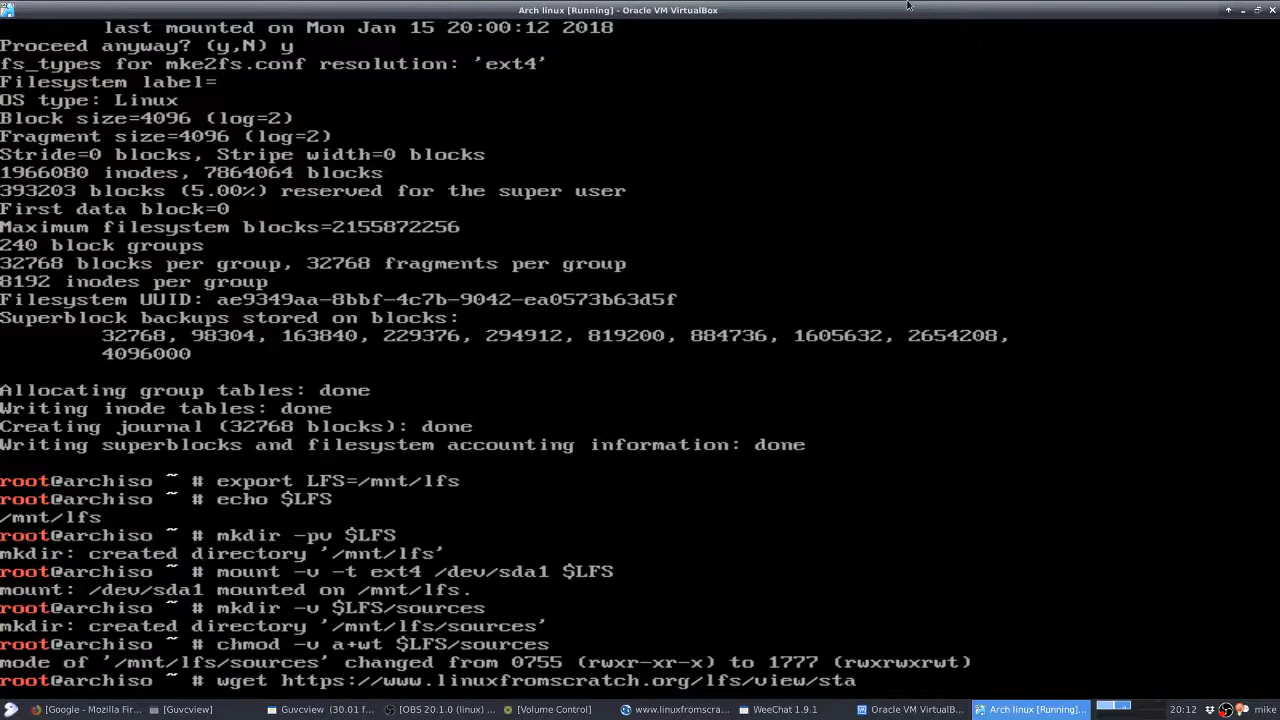 Arch linux [Running] - Oracle VM VirtualBox
last mounted on Mon Jan 15 20:00:12 2018
Proceed anyway? (y,N) y
fs_types for mke2fs.conf resolution: 'ext4'
Filesystem label=
OS type: Linux
Block size=4096 (log=2)
Fragment size=4096 (log=2)
Stride=0 blocks, Stripe width=0 blocks
1966080 inodes, 7864064 blocks
393203 blocks (5.00%) reserved for the super user
First data block=0
Maximum filesystem blocks=2155872256
240 block groups
32768 blocks per group, 32768 fragments per group
8192 inodes per group
Filesystem UUID: ae9349aa-8bbf-4c7b-9042-ea0573b63d5f
Superblock backups stored on blocks:
32768, 98304, 163840, 229376, 294912, 819200, 884736, 1605632, 2654208,
4096000
Allocating group tables: done
Writing inode tables: done
Creating journal (32768 blocks): done
Writing superblocks and filesystem accounting information: done
root@archiso ~ # export LFS=/mnt/lfs
root@archiso ~ # echo $LFS
/mnt/lfs
root@archiso ~ # mkdir -pv $LFS
mkdir: created directory '/mnt/lfs'
root@archiso ~ # mount -v -t ext4 /dev/sda1 $LFS
mount: /dev/sda1 mounted on /mnt/lfs.
root@archiso ~ # mkdir -v $LFS/sources
mkdir: created directory '/mnt/lfs/sources'
root@archiso ~ # chmod -v a+wt $LFS/sources
mode of '/mnt/lfs/sources' changed from 0755 (rwxr-xr-x) to 1777 (rwxrwxrwt)
root@archiso ~ # wget https://www.linuxfromscratch.org/lfs/view/sta
[Google - Mozilla Fir... [Guvcview] Guvcview (30.01 f... [OBS 20.1.0 (linux) ... [Volume Control] www.linuxfromscra... WeeChat 1.9.1 Oracle VM VirtualB... Arch linux [Running]... 20:12 mike